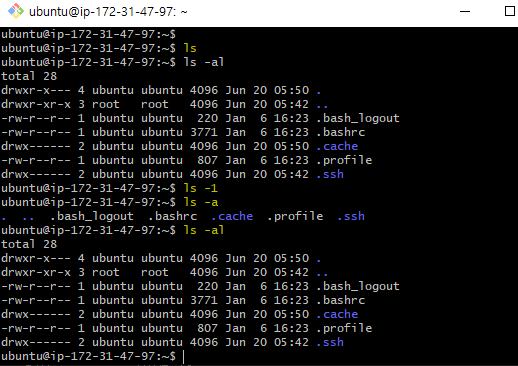 ubuntu@ip-172-31-47-97: ~
ubuntu@ip-172-31-47-97:~$
ubuntu@ip-172-31-47-97:~$ ls
ubuntu@ip-172-31-47-97:~$ ls -al
total 28
drwxr-x--- 4 ubuntu ubuntu 4096 Jun 20 05:50 .
drwxr-xr-x 3 root   root   4096 Jun 20 05:42 ..
-rw-r--r-- 1 ubuntu ubuntu  220 Jan  6 16:23 .bash_logout
-rw-r--r-- 1 ubuntu ubuntu 3771 Jan  6 16:23 .bashrc
drwx------ 2 ubuntu ubuntu 4096 Jun 20 05:50 .cache
-rw-r--r-- 1 ubuntu ubuntu  807 Jan  6 16:23 .profile
drwx------ 2 ubuntu ubuntu 4096 Jun 20 05:42 .ssh
ubuntu@ip-172-31-47-97:~$ ls -1
ubuntu@ip-172-31-47-97:~$ ls -a
.  ..  .bash_logout  .bashrc  .cache  .profile  .ssh
ubuntu@ip-172-31-47-97:~$ ls -al
total 28
drwxr-x--- 4 ubuntu ubuntu 4096 Jun 20 05:50 .
drwxr-xr-x 3 root   root   4096 Jun 20 05:42 ..
-rw-r--r-- 1 ubuntu ubuntu  220 Jan  6 16:23 .bash_logout
-rw-r--r-- 1 ubuntu ubuntu 3771 Jan  6 16:23 .bashrc
drwx------ 2 ubuntu ubuntu 4096 Jun 20 05:50 .cache
-rw-r--r-- 1 ubuntu ubuntu  807 Jan  6 16:23 .profile
drwx------ 2 ubuntu ubuntu 4096 Jun 20 05:42 .ssh
ubuntu@ip-172-31-47-97:~$